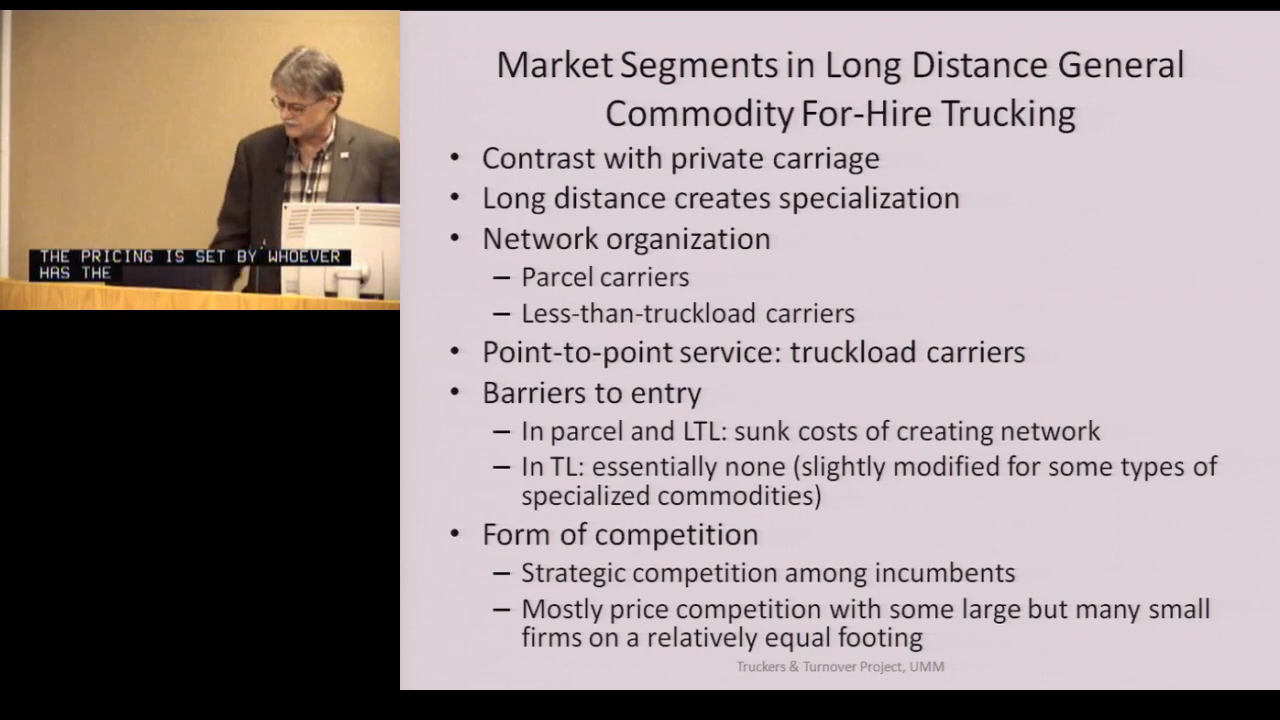 THE PRICING IS SET BY WHOEVER
HAS THE
Market Segments in Long Distance General
Commodity For-Hire Trucking
• Contrast with private carriage
• Long distance creates specialization
• Network organization
– Parcel carriers
– Less-than-truckload carriers
• Point-to-point service: truckload carriers
• Barriers to entry
– In parcel and LTL: sunk costs of creating network
– In TL: essentially none (slightly modified for some types of
specialized commodities)
• Form of competition
– Strategic competition among incumbents
– Mostly price competition with some large but many small
firms on a relatively equal footing
Truckers & Turnover Project, UMM